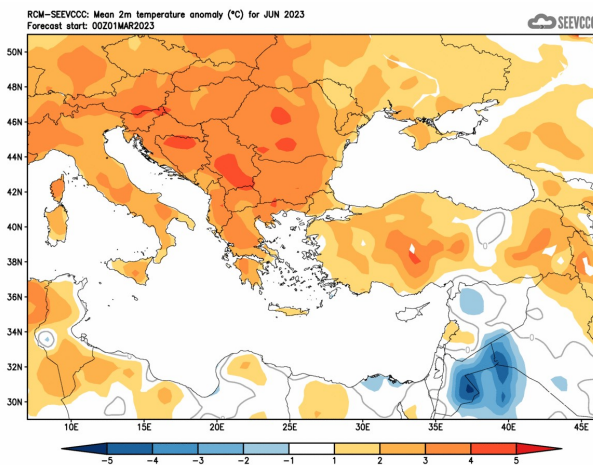 RCM-SEEVCCC: Mean 2m temperature anomaly (°C) for JUN 2023
Forecast start: 00Z01MAR2023
SEEVCCC
50N
48N
46N
44N
42N
40N
38N
36N
34N
32N
30N
10E 15E 20E 25E 30E 35E 40E 45E
-5 -4 -3 -2 -1 1 2 3 4 5